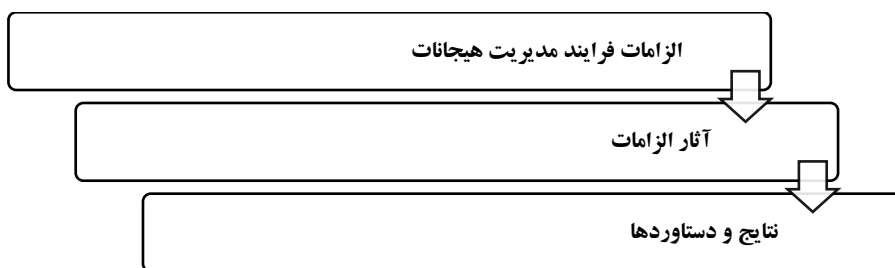 الزامات فرایند مدیریت هیجانات
آثار الزامات
نتایج و دستاوردها